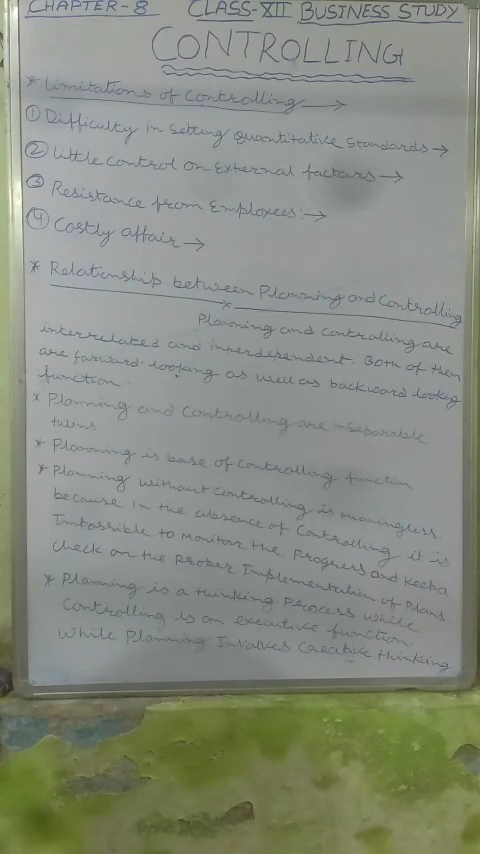 CHAPTER-8 CLASS-XII BUSINESS STUDY
CONTROLLING
* Limitations of Controlling →
① Difficulty in Setting Quantitative Standards →
② Little control on External factors →
③ Resistance from Employees :→
④ Costly affair →
* Relationship between Planning and Controlling
Planning and Controlling are
interrelated and interdependent. Both of them
are forward-looking as well as backward looking
function.
* Planning and Controlling are inseparable
twins
* Planning is base of Controlling function
* Planning without Controlling is meaningless
because in the absence of Controlling it is
Imbossible to monitor the Progress and keep a
check on the Proper Implementation of Plans
* Planning is a thinking Process while
Controlling is an executive function
While Planning Involves Creative thinking